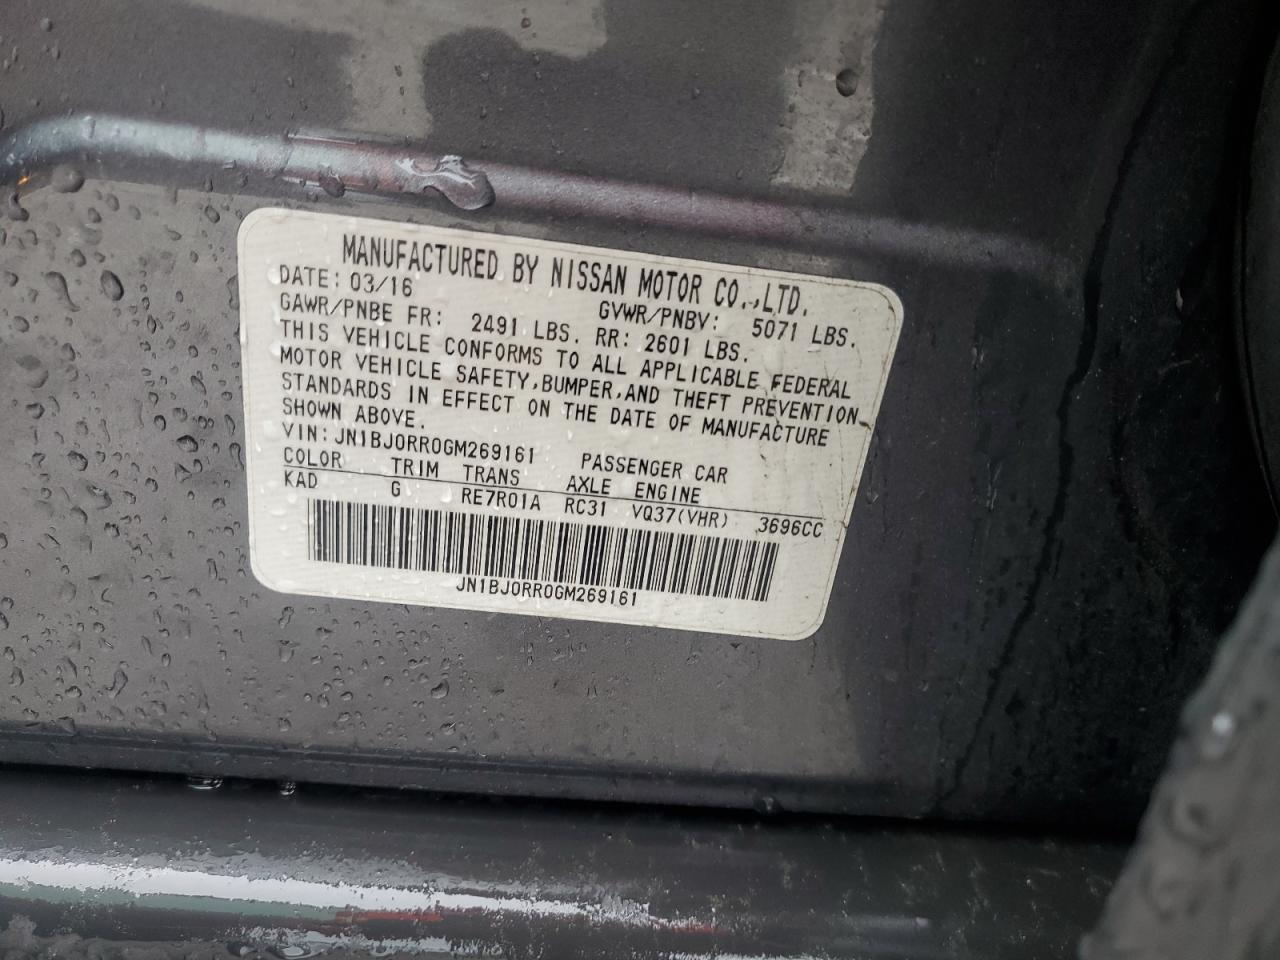 MANUFACTURED BY NISSAN MOTOR CO.,LTD.
DATE: 03/16 GVWR/PNBV: 5071 LBS.
GAWR/PNBE FR: 2491 LBS. RR: 2601 LBS.
THIS VEHICLE CONFORMS TO ALL APPLICABLE FEDERAL
MOTOR VEHICLE SAFETY,BUMPER,AND THEFT PREVENTION
STANDARDS IN EFFECT ON THE DATE OF MANUFACTURE
SHOWN ABOVE.
VIN: JN1BJ0RR0GM269161 PASSENGER CAR
COLOR TRIM TRANS AXLE ENGINE
KAD G RE7R01A RC31 VQ37(VHR) 3696CC
JN1BJ0RR0GM269161